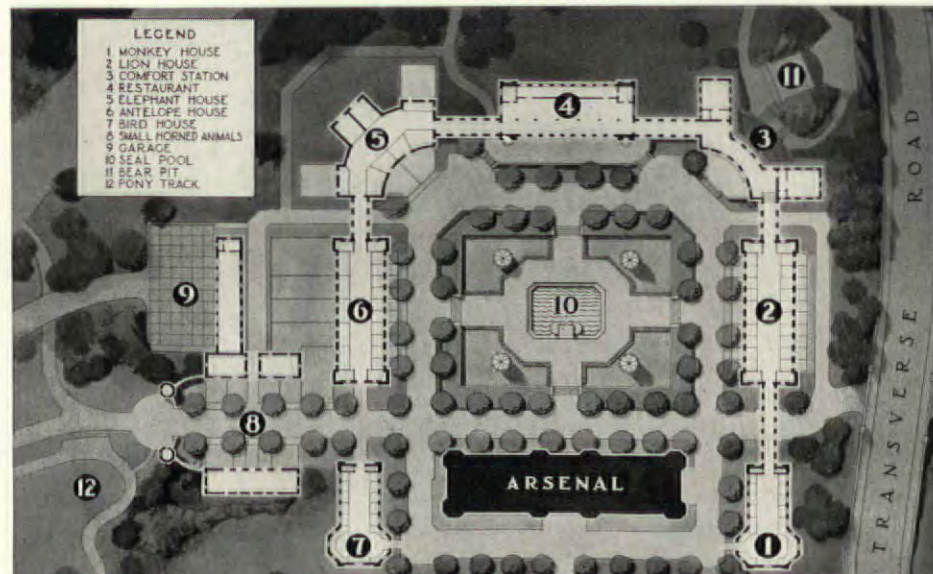 LEGEND
1 MONKEY HOUSE
2 LION HOUSE
3 COMFORT STATION
4 RESTAURANT
5 ELEPHANT HOUSE
6 ANTELOPE HOUSE
7 BIRD HOUSE
8 SMALL HORNED ANIMALS
9 GARAGE
10 SEAL POOL
11 BEAR PIT
12 PONY TRACK
11
4
5
3
TRANSVERSE ROAD
9
6
10
2
8
12
ARSENAL
7
1